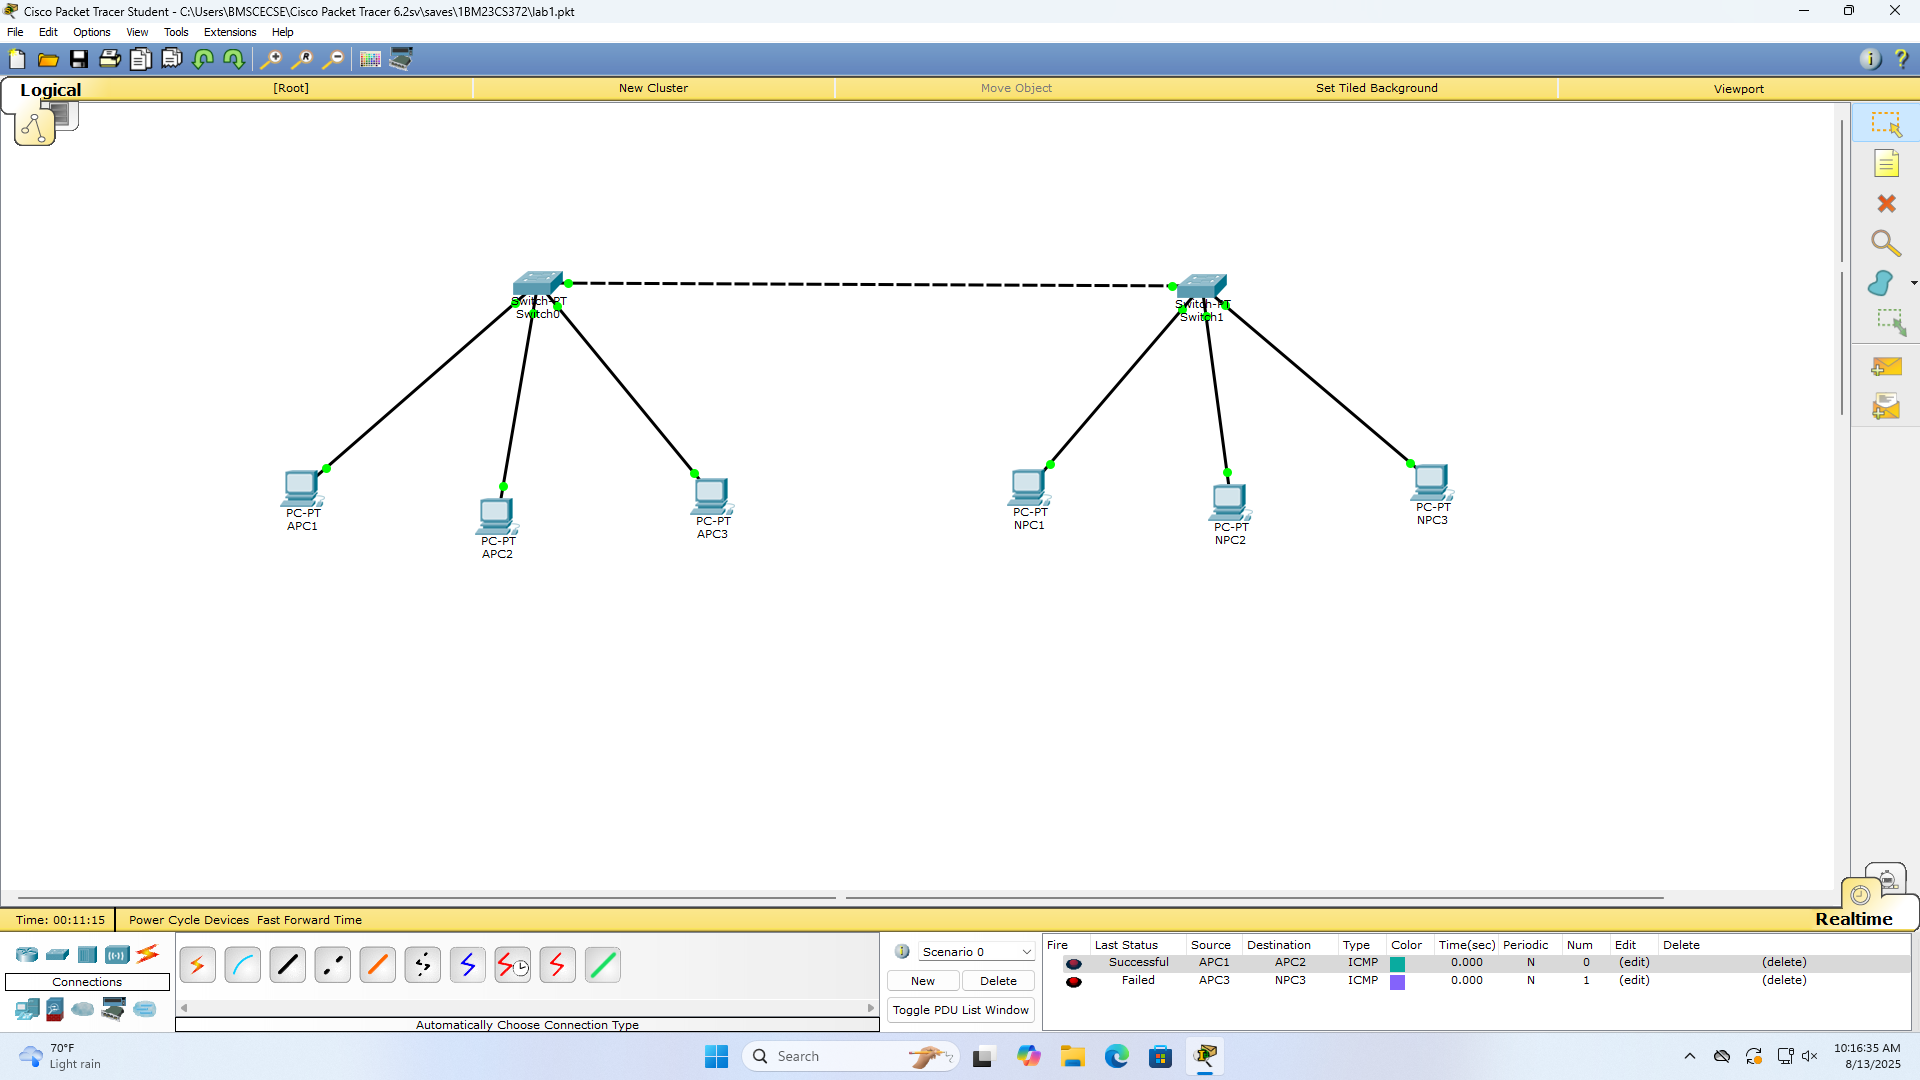 Cisco Packet Tracer Student - C:\Users\BMSCECSE\Cisco Packet Tracer 6.2sv\saves\1BM23CS372\lab1.pkt
File Edit Options View Tools Extensions Help
Logical [Root] New Cluster Move Object Set Tiled Background Viewport
Switch-PT
Switch0
Switch-PT
Switch1
PC-PT
APC1
PC-PT
APC2
PC-PT
APC3
PC-PT
NPC1
PC-PT
NPC2
PC-PT
NPC3
Time: 00:11:15 Power Cycle Devices Fast Forward Time Realtime
Connections
Automatically Choose Connection Type
Scenario 0
New Delete
Toggle PDU List Window
Fire Last Status Source Destination Type Color Time(sec) Periodic Num Edit Delete
Successful APC1 APC2 ICMP 0.000 N 0 (edit) (delete)
Failed APC3 NPC3 ICMP 0.000 N 1 (edit) (delete)
70°F
Light rain
Search
10:16:35 AM
8/13/2025